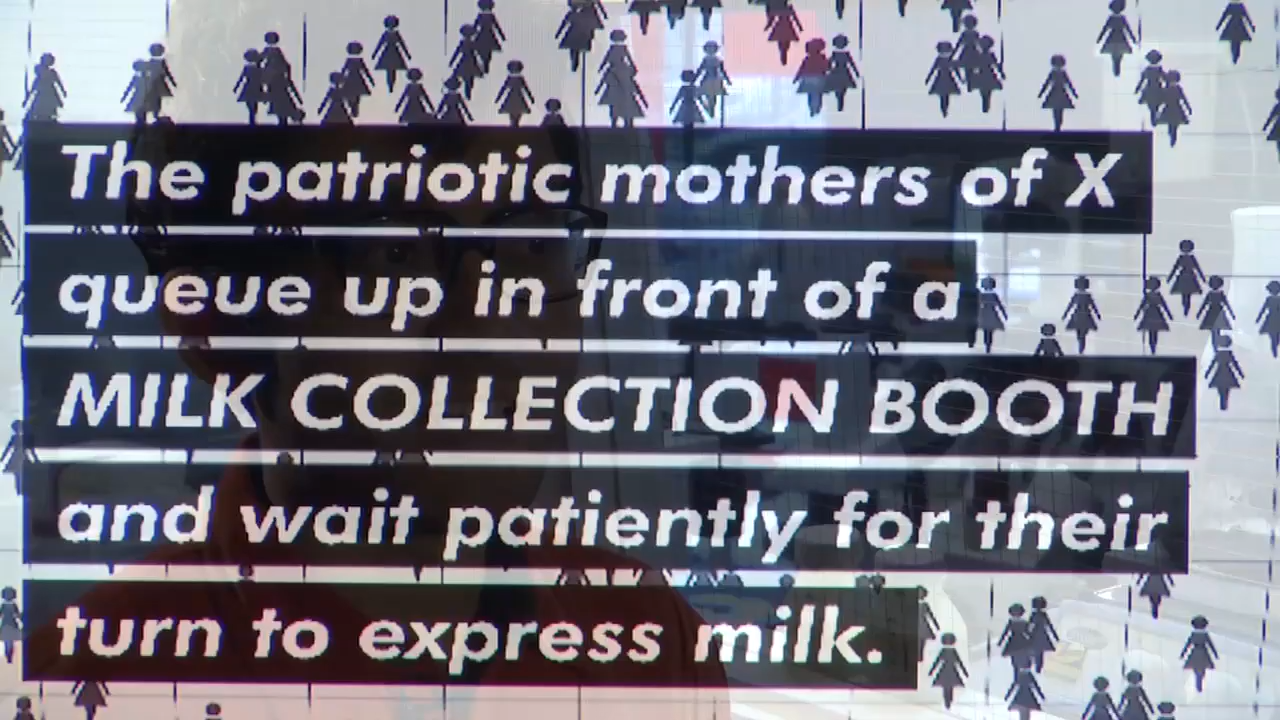 The patriotic mothers of X
queue up in front of a
MILK COLLECTION BOOTH
and wait patiently for their
turn to express milk.